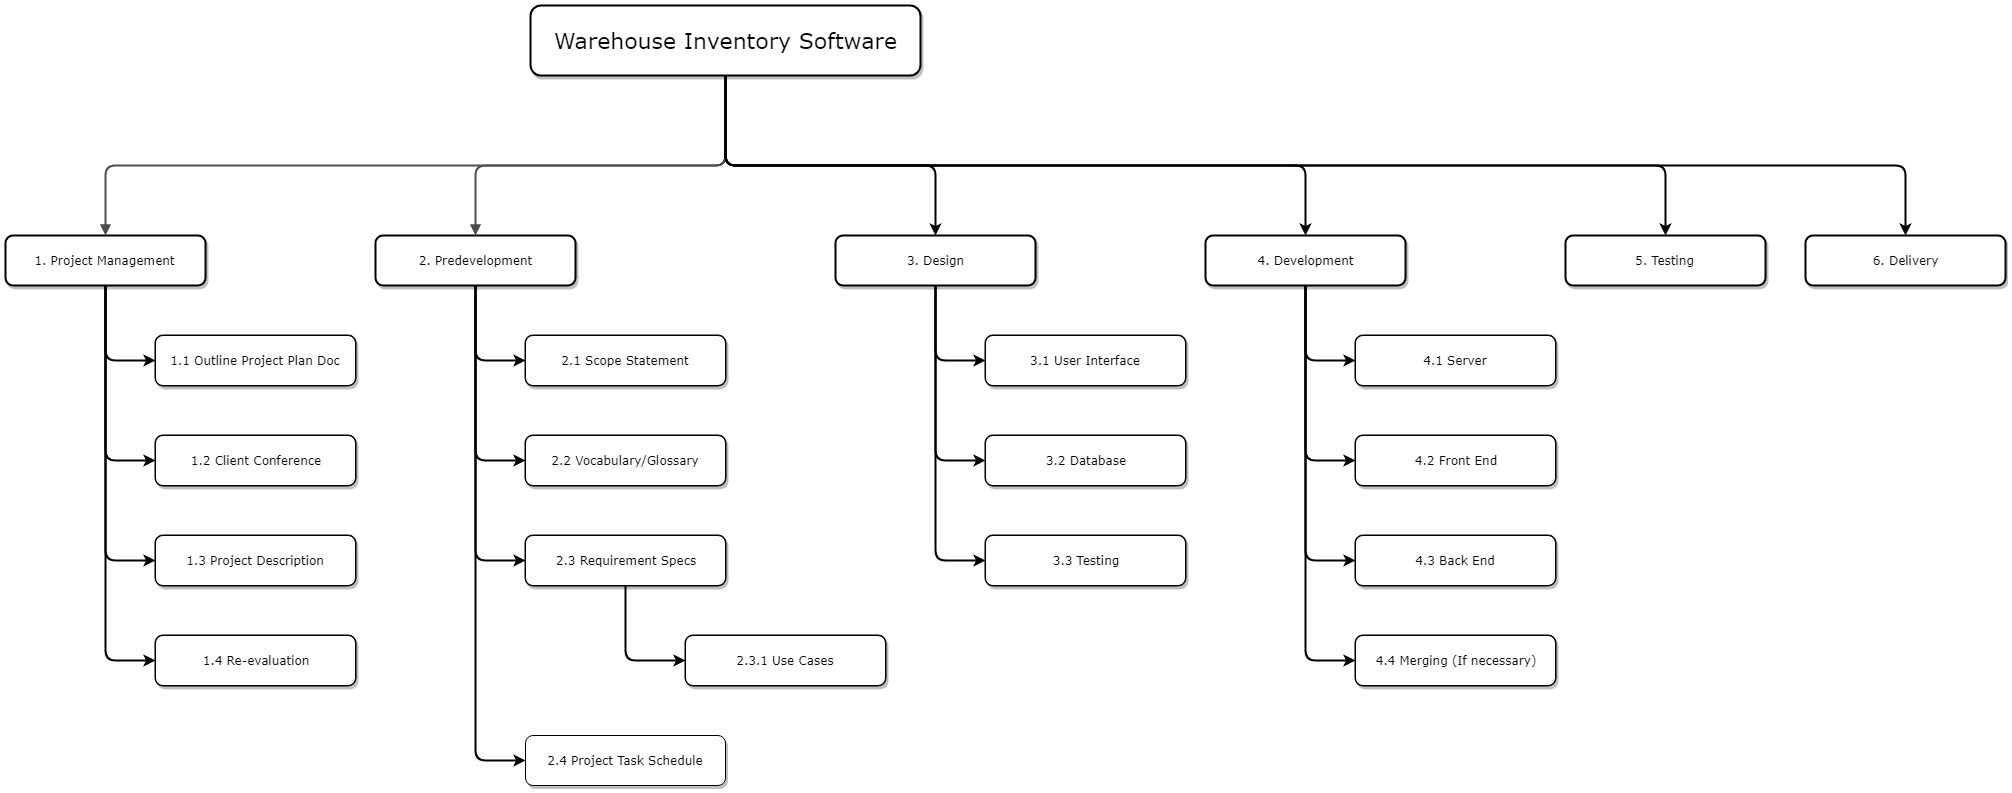 Warehouse Inventory Software
1. Project Management
2. Predevelopment
3. Design
4. Development
5. Testing
6. Delivery
1.1 Outline Project Plan Doc
2.1 Scope Statement
3.1 User Interface
4.1 Server
1.2 Client Conference
2.2 Vocabulary/Glossary
3.2 Database
4.2 Front End
1.3 Project Description
2.3 Requirement Specs
3.3 Testing
4.3 Back End
1.4 Re-evaluation
2.3.1 Use Cases
4.4 Merging (If necessary)
2.4 Project Task Schedule